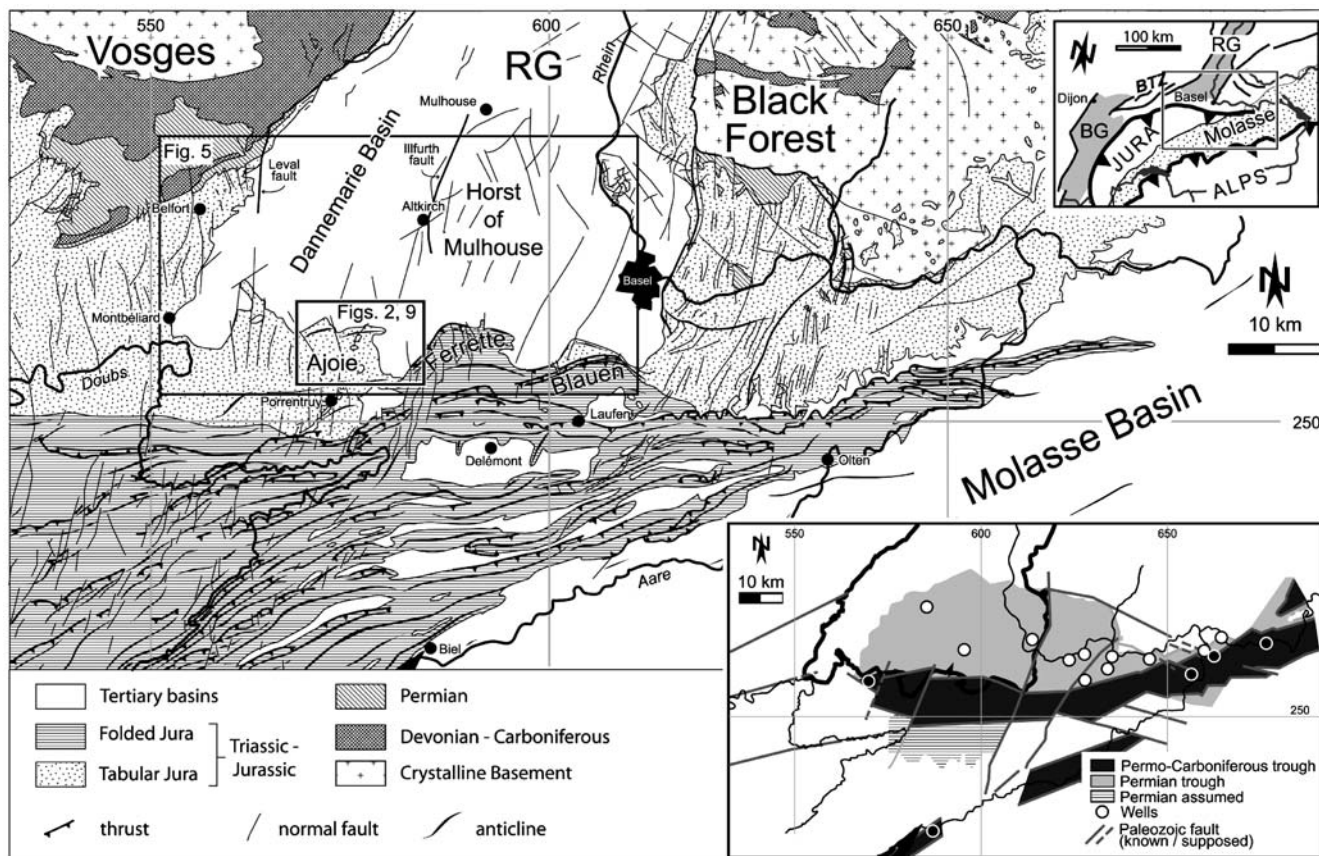 550
600
650
Vosges
RG
Rhein
Black
Forest
Mulhouse
Fig. 5
Leval
fault
Illfurth
fault
Dannemarie Basin
Horst
of
Mulhouse
Belfort
Altkirch
Basel
Montbéliard
Figs. 2, 9
Ajoie
Ferrette
Blauen
Doubs
Porrentruy
Laufen
Delémont
Olten
250
Molasse Basin
Aare
Biel
N
10 km
N
100 km
RG
BTZ
Dijon
Basel
BG
JURA
Molasse
ALPS
Tertiary basins
Folded Jura
Tabular Jura
Triassic -
Jurassic
Permian
Devonian - Carboniferous
Crystalline Basement
thrust
normal fault
anticline
550
600
650
N
10 km
250
Permo-Carboniferous trough
Permian trough
Permian assumed
Wells
Paleozoic fault
(known / supposed)